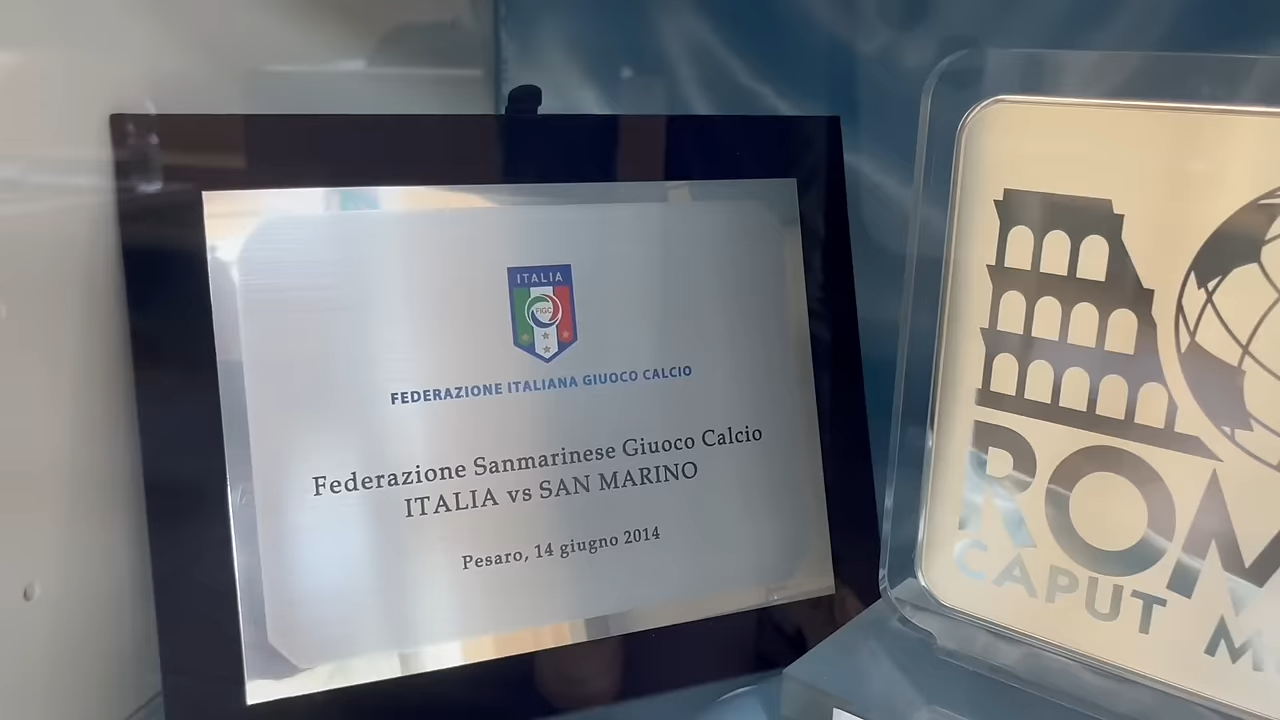 ITALIA
FIGC
FEDERAZIONE ITALIANA GIUOCO CALCIO
Federazione Sanmarinese Giuoco Calcio
ITALIA vs SAN MARINO
Pesaro, 14 giugno 2014
ROM
CAPUT M